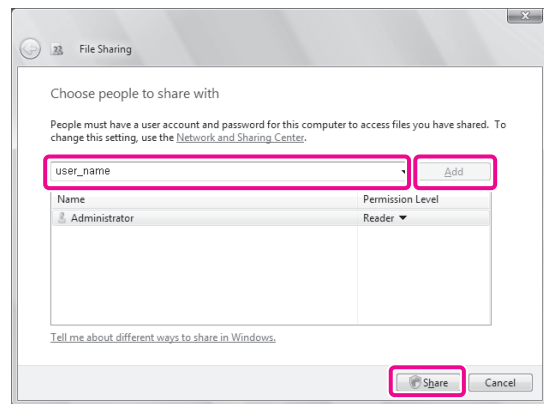 File Sharing
Choose people to share with
People must have a user account and password for this computer to access files you have shared. To
change this setting, use the Network and Sharing Center.
user_name Add
Name Permission Level
Administrator Reader
Tell me about different ways to share in Windows.
Share Cancel